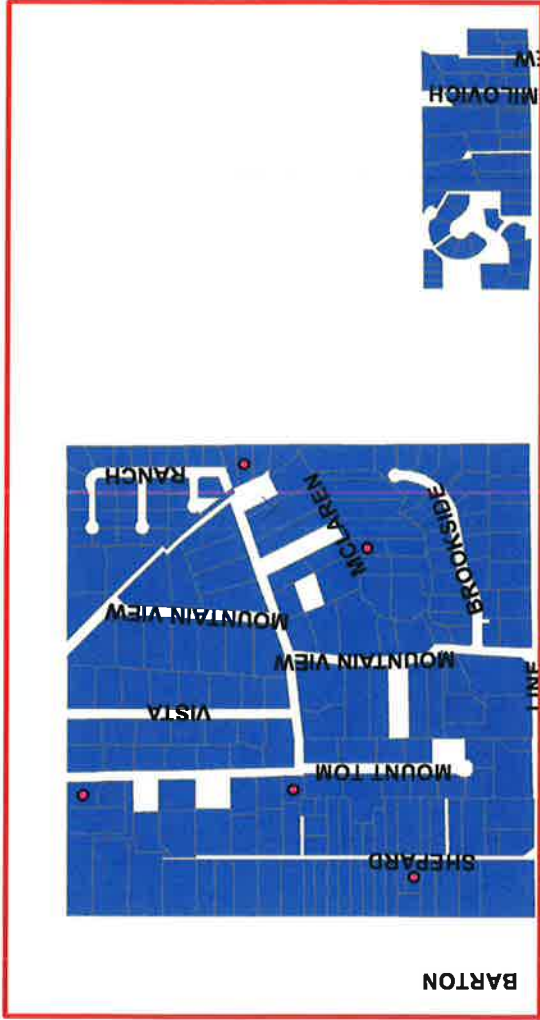 MILOVICH
RANCH
MCLAREN
BROOKSIDE
MOUNTAIN VIEW
MOUNTAIN VIEW
LINE
VISTA
MOUNT TOM
SHEPARD
BARTON